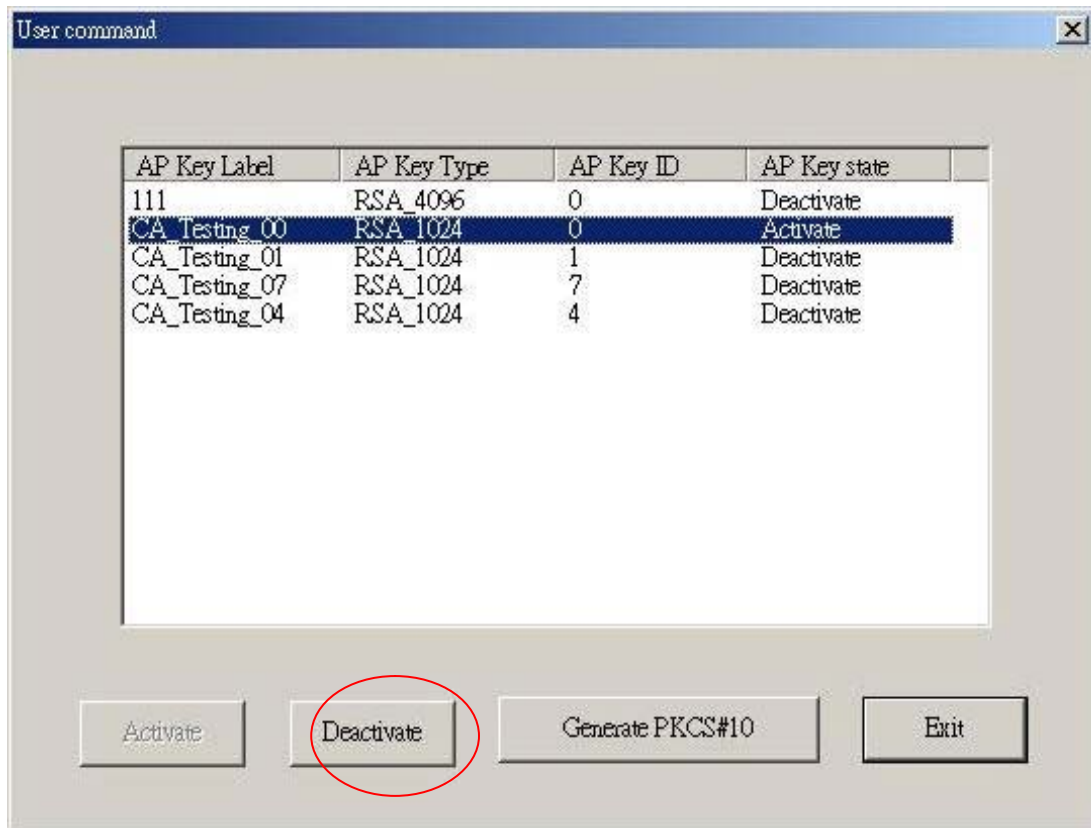 User command
AP Key Label AP Key Type AP Key ID AP Key state
111 RSA_4096 0 Deactivate
CA_Testing_00 RSA_1024 0 Activate
CA_Testing_01 RSA_1024 1 Deactivate
CA_Testing_07 RSA_1024 7 Deactivate
CA_Testing_04 RSA_1024 4 Deactivate
Activate Deactivate Generate PKCS#10 Exit